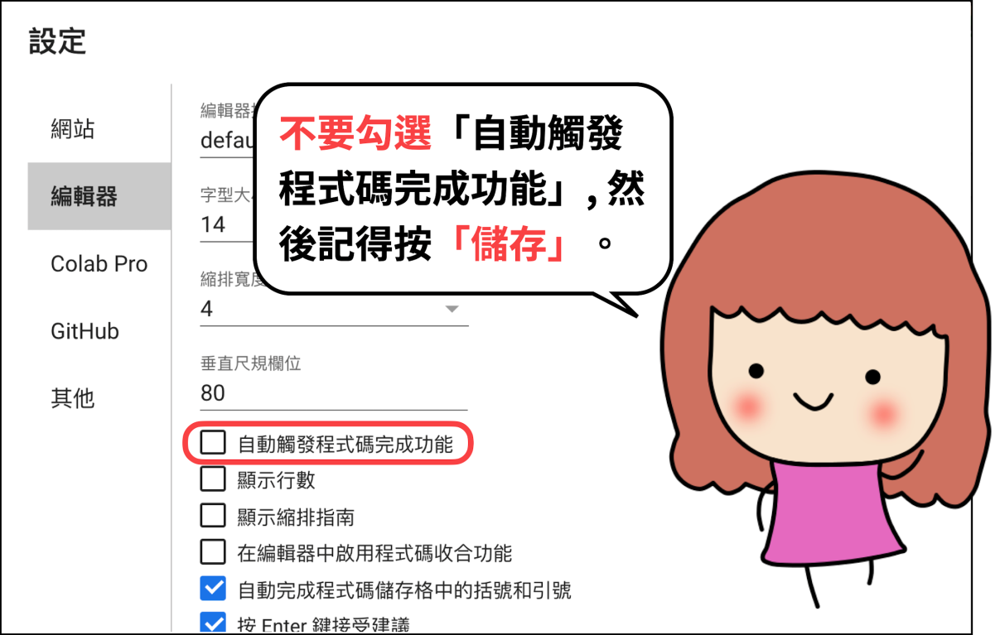 設定
網站
編輯器
Colab Pro
GitHub
其他
編輯器
defau
字型大
14
縮排寬度
4
垂直尺規欄位
80
自動觸發程式碼完成功能
顯示行數
顯示縮排指南
在編輯器中啟用程式碼收合功能
自動完成程式碼儲存格中的括號和引號
按 Enter 鍵接受建議
不要勾選「自動觸發
程式碼完成功能」, 然
後記得按「儲存」。